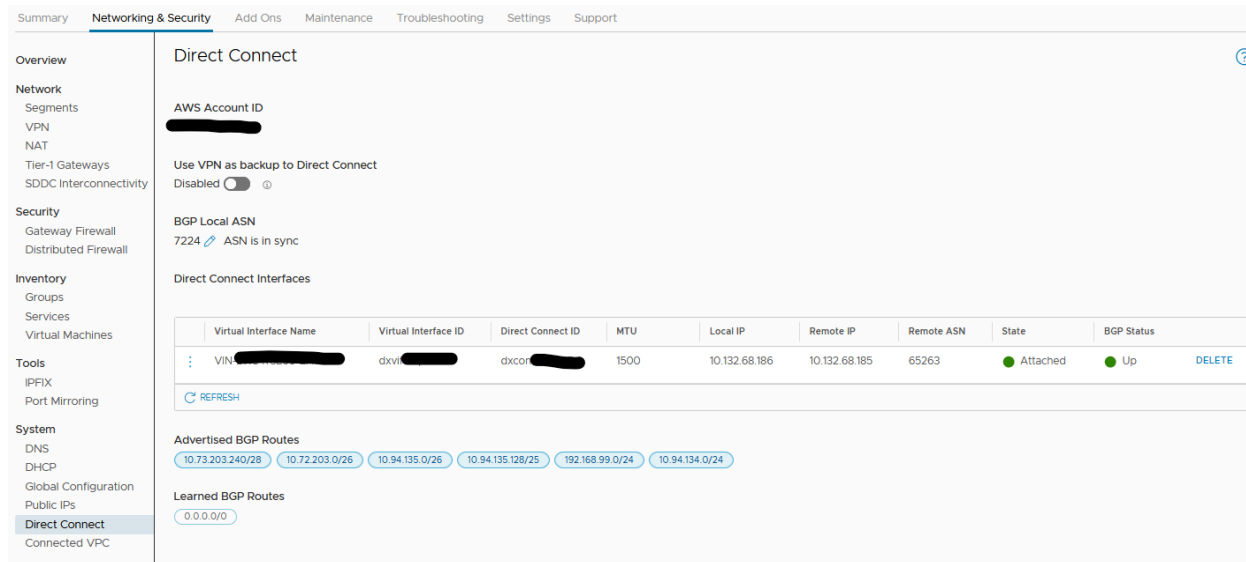 Summary Networking & Security Add Ons Maintenance Troubleshooting Settings Support
Overview
Network
Segments
VPN
NAT
Tier-1 Gateways
SDDC Interconnectivity
Security
Gateway Firewall
Distributed Firewall
Inventory
Groups
Services
Virtual Machines
Tools
IPFIX
Port Mirroring
System
DNS
DHCP
Global Configuration
Public IPs
Direct Connect
Connected VPC
Direct Connect
AWS Account ID
Use VPN as backup to Direct Connect
Disabled
BGP Local ASN
7224 ASN is in sync
Direct Connect Interfaces
Virtual Interface Name Virtual Interface ID Direct Connect ID MTU Local IP Remote IP Remote ASN State BGP Status
VIN- dxvif dxcon 1500 10.132.68.186 10.132.68.185 65263 Attached Up DELETE
REFRESH
Advertised BGP Routes
10.73.203.240/28 10.72.203.0/26 10.94.135.0/26 10.94.135.128/25 192.168.99.0/24 10.94.134.0/24
Learned BGP Routes
0.0.0.0/0